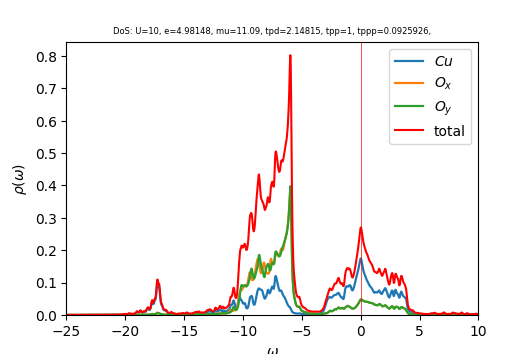 DoS: U=10, e=4.98148, mu=11.09, tpd=2.14815, tpp=1, tppp=0.0925926,
0.8
0.7
0.6
0.5
0.4
0.3
0.2
0.1
0.0
ρ(ω)
Cu
O_x
O_y
total
−25 −20 −15 −10 −5 0 5 10
ω